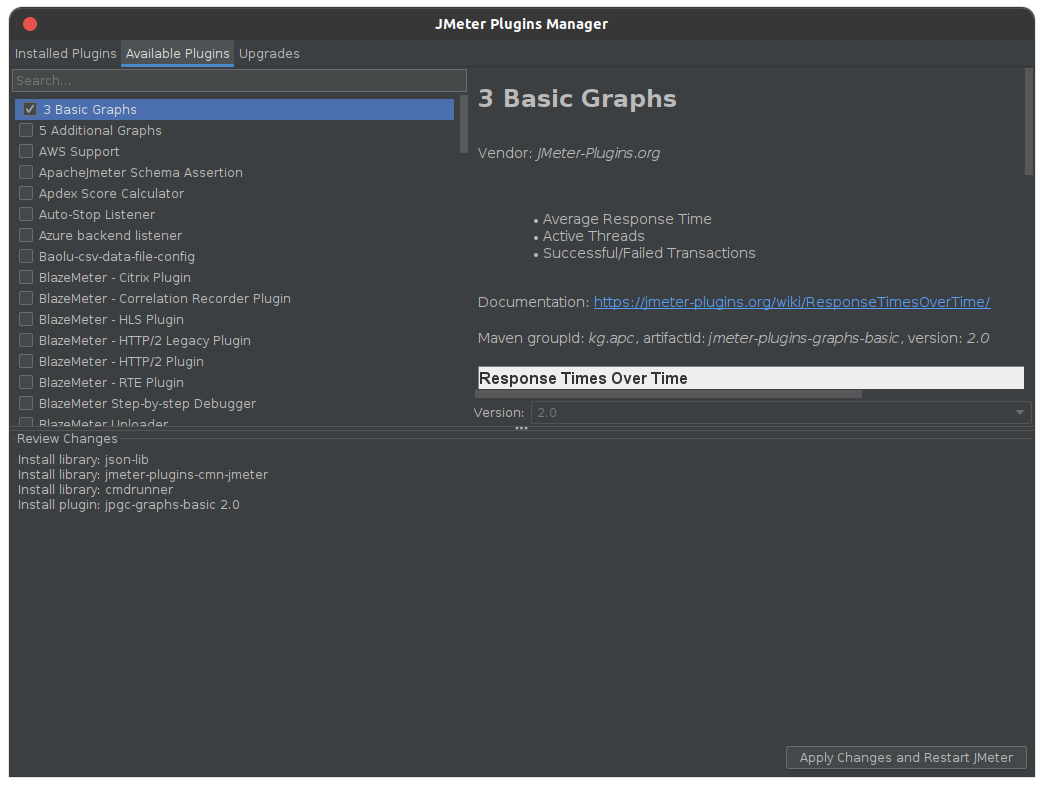 JMeter Plugins Manager
Installed Plugins Available Plugins Upgrades
Search...
3 Basic Graphs
5 Additional Graphs
AWS Support
ApacheJmeter Schema Assertion
Apdex Score Calculator
Auto-Stop Listener
Azure backend listener
Baolu-csv-data-file-config
BlazeMeter - Citrix Plugin
BlazeMeter - Correlation Recorder Plugin
BlazeMeter - HLS Plugin
BlazeMeter - HTTP/2 Legacy Plugin
BlazeMeter - HTTP/2 Plugin
BlazeMeter - RTE Plugin
BlazeMeter Step-by-step Debugger
BlazeMeter Uploader
3 Basic Graphs
Vendor: JMeter-Plugins.org
• Average Response Time
• Active Threads
• Successful/Failed Transactions
Documentation: https://jmeter-plugins.org/wiki/ResponseTimesOverTime/
Maven groupId: kg.apc, artifactId: jmeter-plugins-graphs-basic, version: 2.0
Response Times Over Time
Version: 2.0
Review Changes
Install library: json-lib
Install library: jmeter-plugins-cmn-jmeter
Install library: cmdrunner
Install plugin: jpgc-graphs-basic 2.0
Apply Changes and Restart JMeter